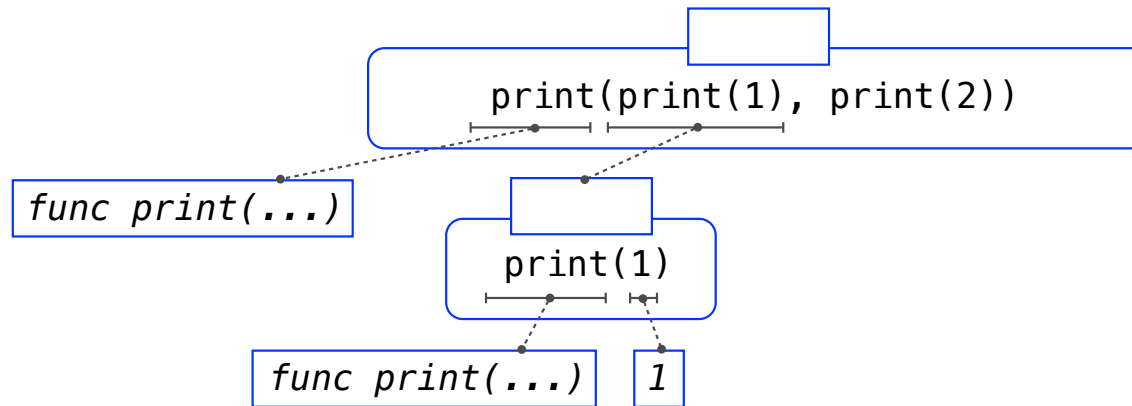 print(print(1), print(2))
func print(...)
print(1)
func print(...)
1